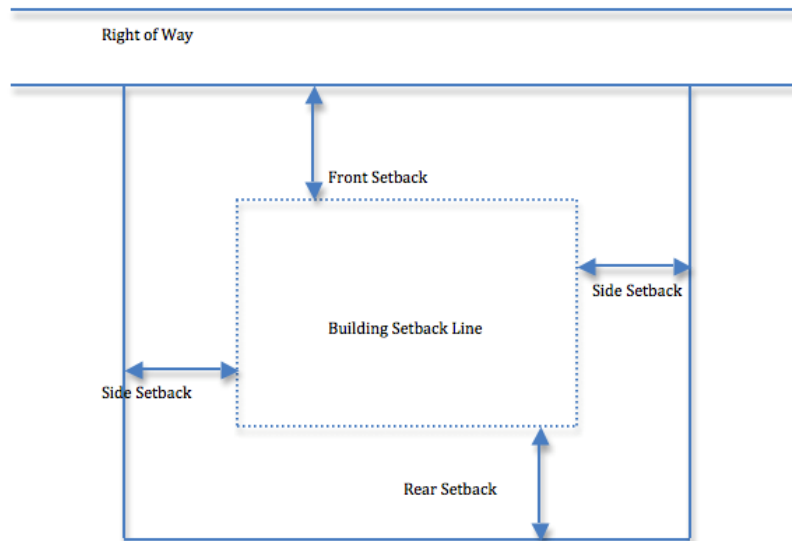 Right of Way
Front Setback
Side Setback
Building Setback Line
Side Setback
Rear Setback